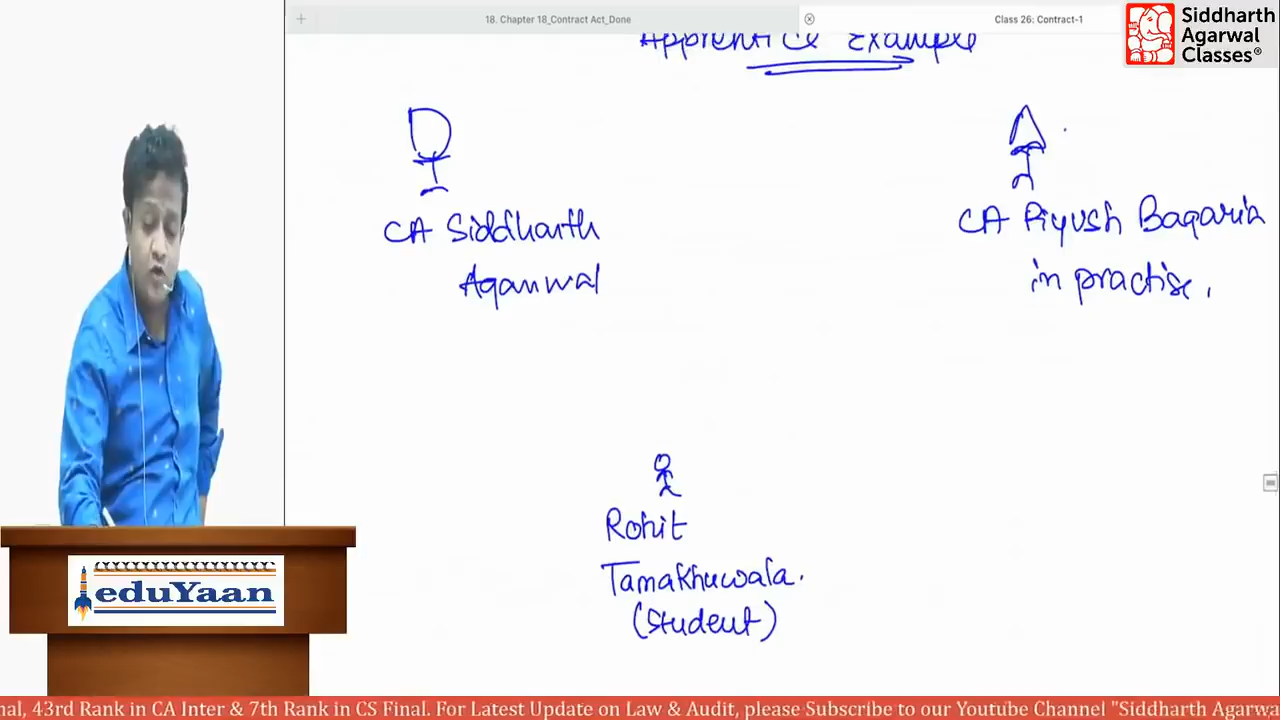 18. Chapter 18_Contract Act_Done
Class 26: Contract-1
Siddharth
Agarwal
Classes®
Apprentice Example
CA Siddharth
Agarwal
CA Piyush Bagaria
in practise.
Rohit
Tamakhuwala.
(Student)
eduYaan
nal, 43rd Rank in CA Inter & 7th Rank in CS Final. For Latest Update on Law & Audit, please Subscribe to our Youtube Channel "Siddharth Agarwa